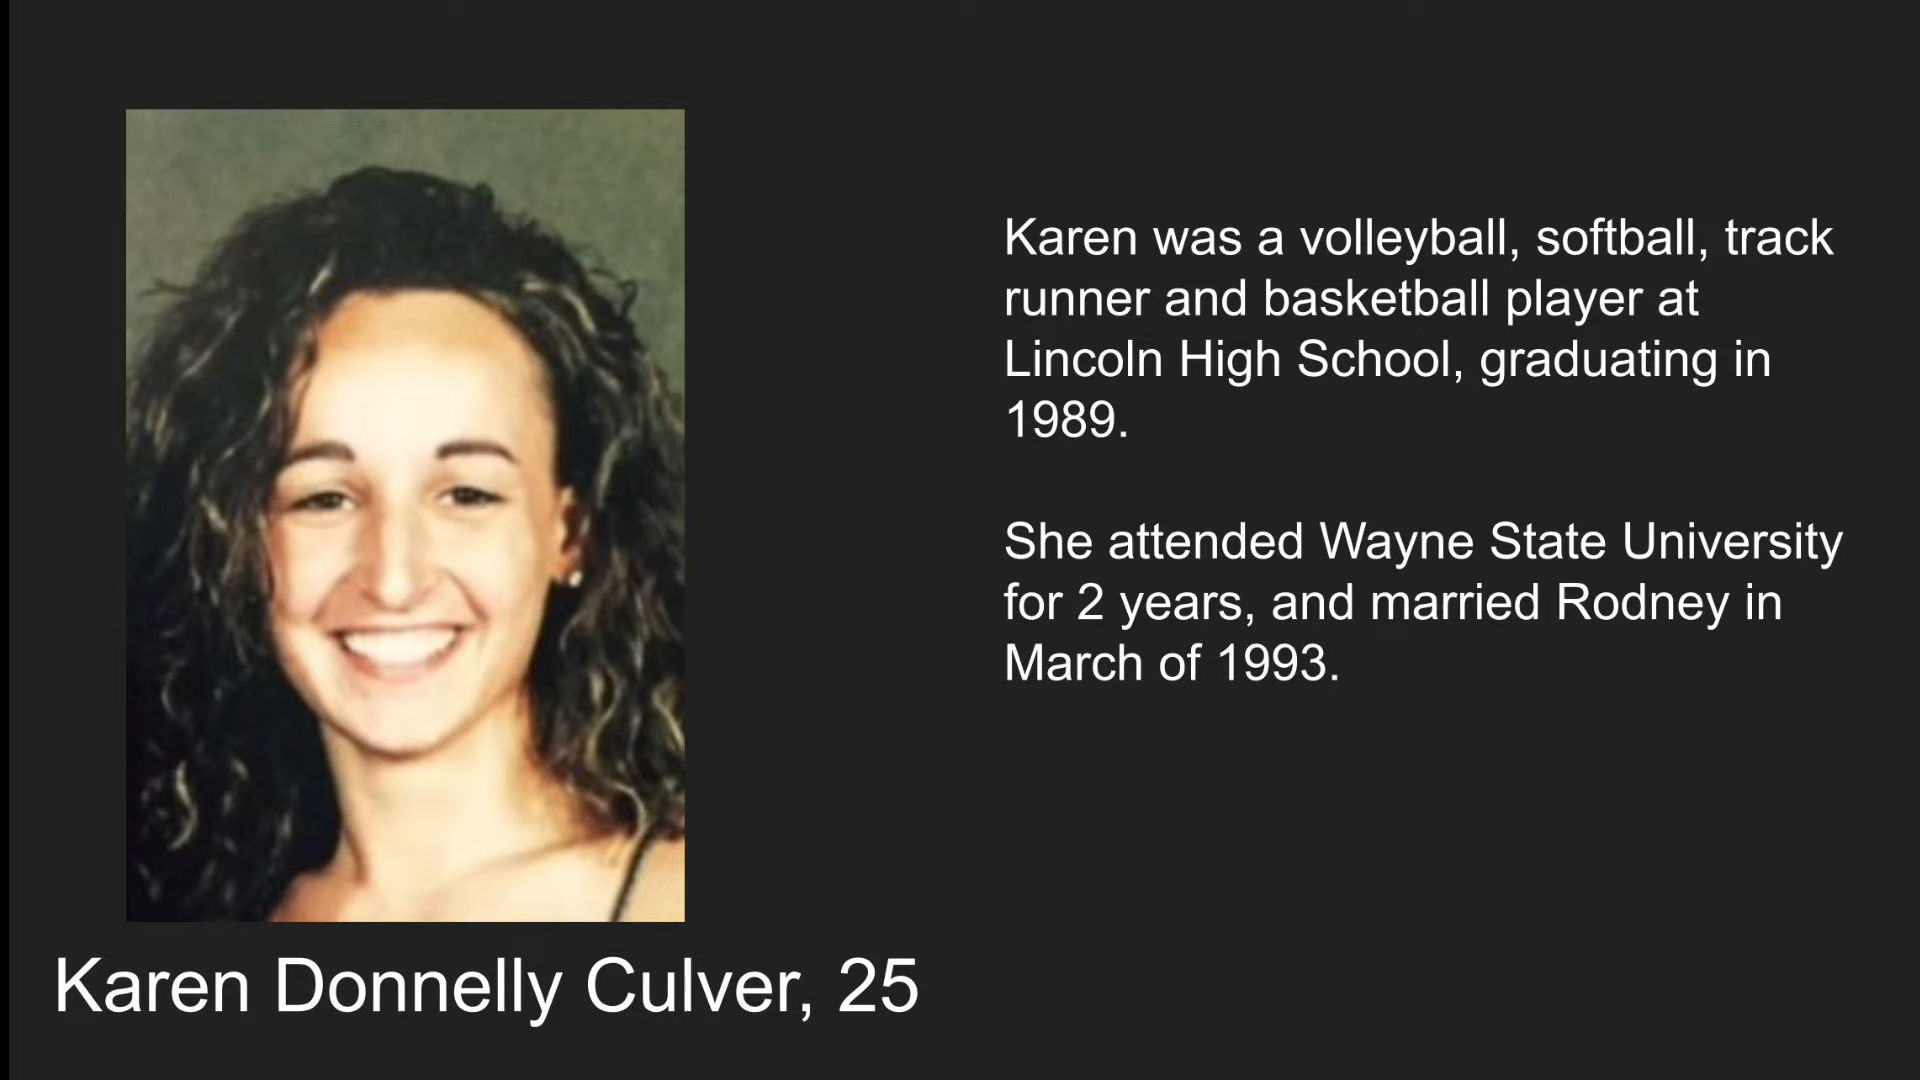 Karen was a volleyball, softball, track
runner and basketball player at
Lincoln High School, graduating in
1989.
She attended Wayne State University
for 2 years, and married Rodney in
March of 1993.
Karen Donnelly Culver, 25